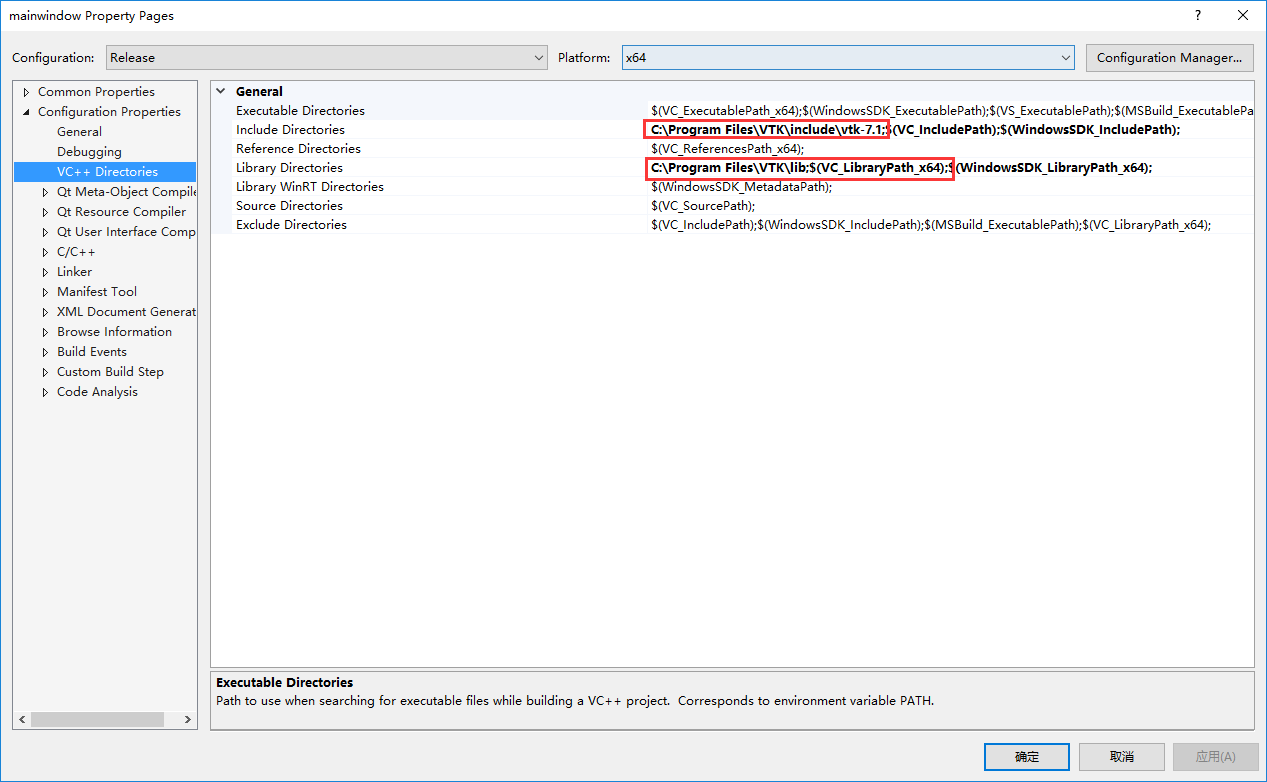 mainwindow Property Pages
?
Configuration: Release Platform: x64 Configuration Manager...
Common Properties
Configuration Properties
General
Debugging
VC++ Directories
Qt Meta-Object Compile
Qt Resource Compiler
Qt User Interface Comp
C/C++
Linker
Manifest Tool
XML Document Generat
Browse Information
Build Events
Custom Build Step
Code Analysis
General
Executable Directories $(VC_ExecutablePath_x64);$(WindowsSDK_ExecutablePath);$(VS_ExecutablePath);$(MSBuild_ExecutablePa
Include Directories C:\Program Files\VTK\include\vtk-7.1;$(VC_IncludePath);$(WindowsSDK_IncludePath);
Reference Directories $(VC_ReferencesPath_x64);
Library Directories C:\Program Files\VTK\lib;$(VC_LibraryPath_x64);$(WindowsSDK_LibraryPath_x64);
Library WinRT Directories $(WindowsSDK_MetadataPath);
Source Directories $(VC_SourcePath);
Exclude Directories $(VC_IncludePath);$(WindowsSDK_IncludePath);$(MSBuild_ExecutablePath);$(VC_LibraryPath_x64);
Executable Directories
Path to use when searching for executable files while building a VC++ project. Corresponds to environment variable PATH.
确定 取消 应用(A)